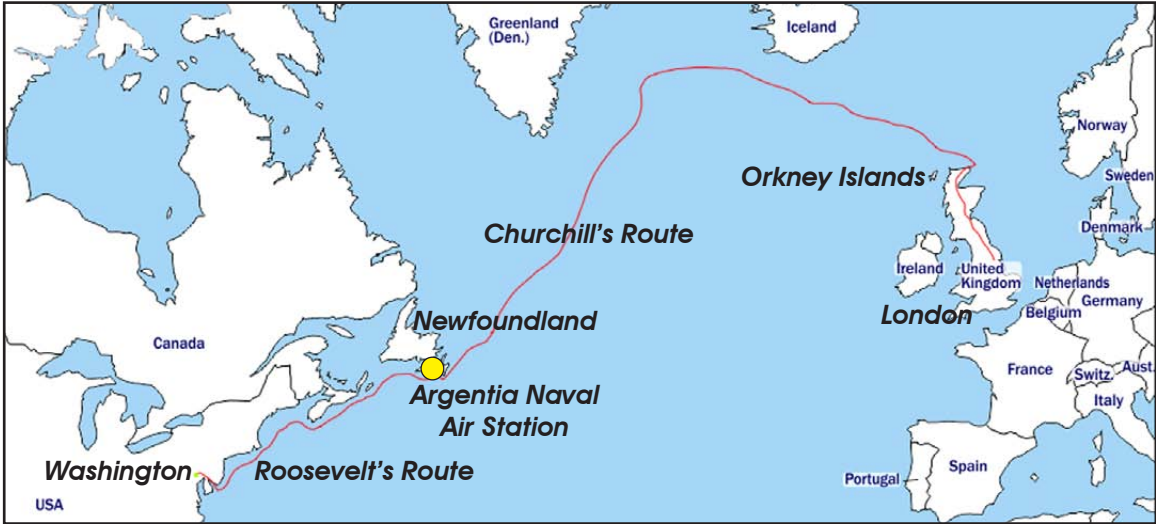 Greenland
(Den.)
Iceland
Norway
Orkney Islands
Sweden
Churchill's Route
Denmark
Ireland
United
Kingdom
Netherlands
Germany
London
Belgium
Newfoundland
Canada
France
Switz.
Aust.
Argentia Naval
Air Station
Italy
Washington
Roosevelt's Route
Spain
Portugal
USA